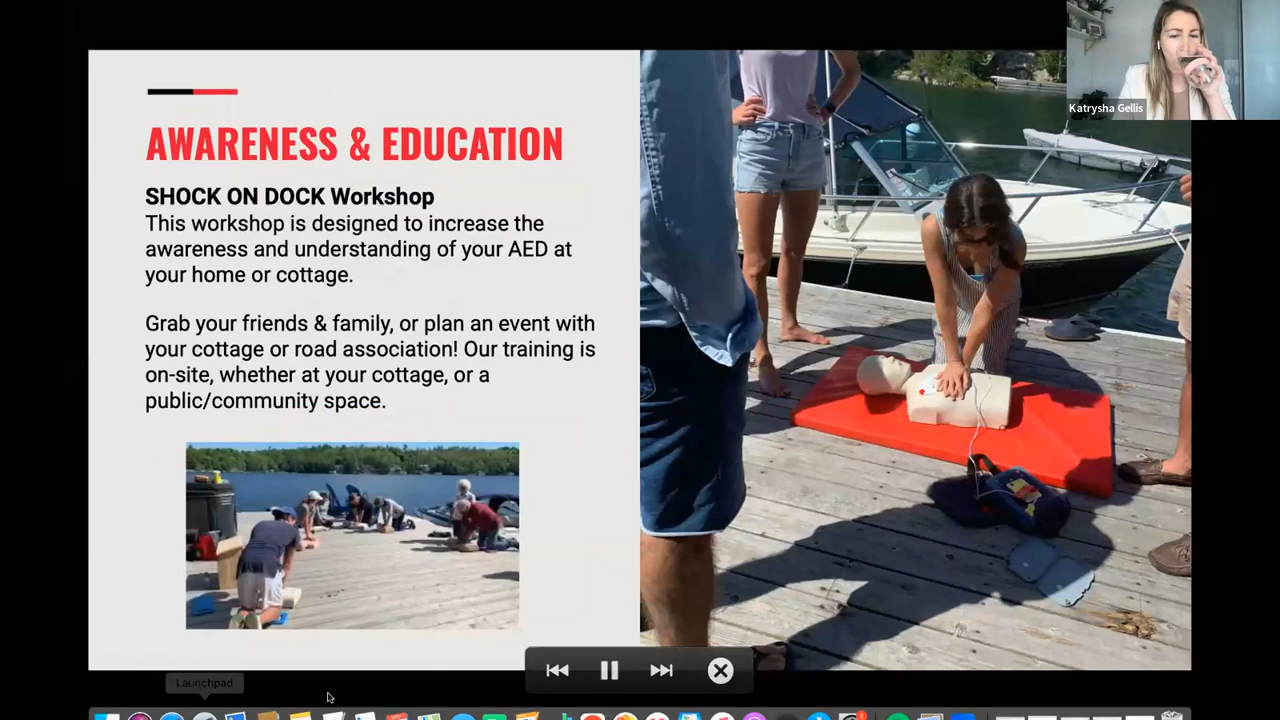 Katrysha Gellis
AWARENESS & EDUCATION
SHOCK ON DOCK Workshop
This workshop is designed to increase the
awareness and understanding of your AED at
your home or cottage.
Grab your friends & family, or plan an event with
your cottage or road association! Our training is
on-site, whether at your cottage, or a
public/community space.
Launchpad